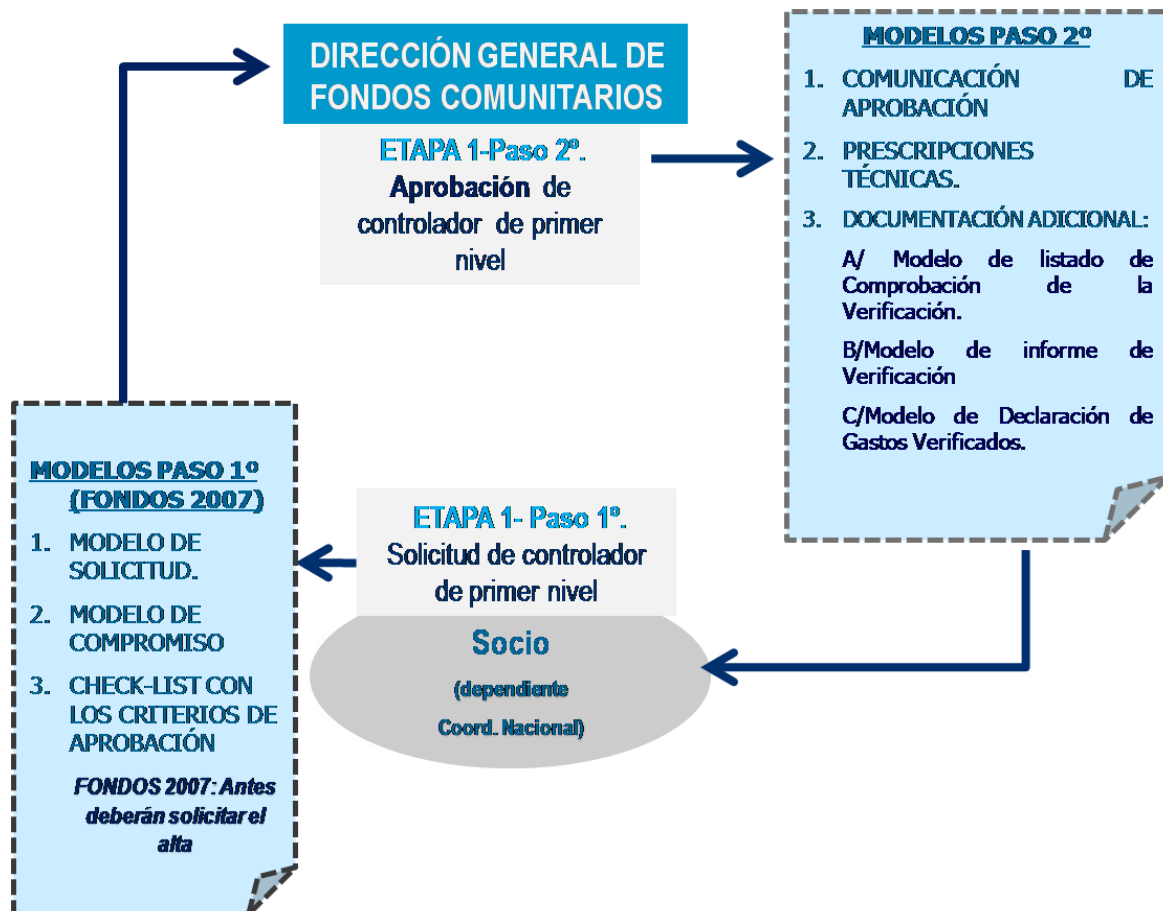 DIRECCIÓN GENERAL DE
FONDOS COMUNITARIOS
ETAPA 1-Paso 2º.
Aprobación de
controlador de primer
nivel
MODELOS PASO 2º
1. COMUNICACIÓN DE
APROBACIÓN
2. PRESCRIPCIONES
TÉCNICAS.
3. DOCUMENTACIÓN ADICIONAL:
A/ Modelo de listado de
Comprobación de la
Verificación.
B/Modelo de informe de
Verificación
C/Modelo de Declaración de
Gastos Verificados.
MODELOS PASO 1º
(FONDOS 2007)
1. MODELO DE
SOLICITUD.
2. MODELO DE
COMPROMISO
3. CHECK-LIST CON
LOS CRITERIOS DE
APROBACIÓN
FONDOS 2007: Antes
deberán solicitar el
alta
ETAPA 1- Paso 1º.
Solicitud de controlador
de primer nivel
Socio
(dependiente
Coord. Nacional)